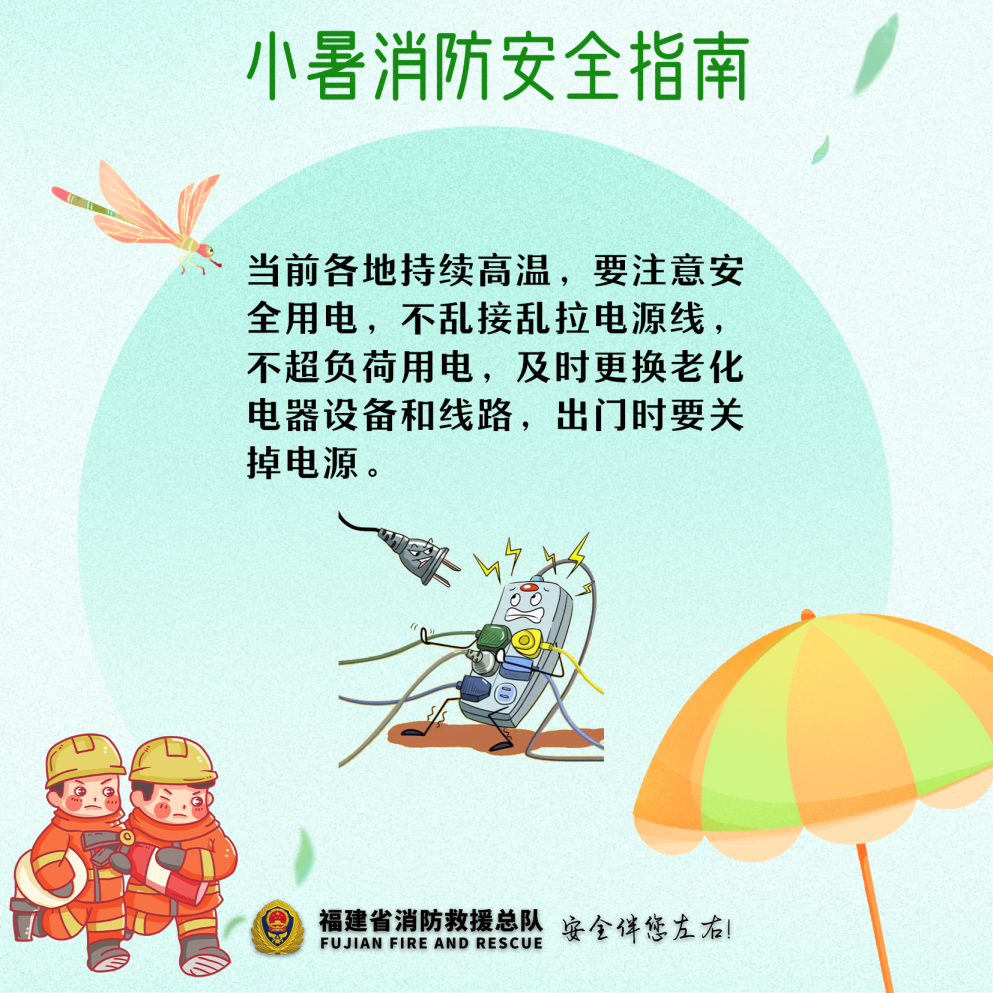 小暑消防安全指南
当前各地持续高温，要注意安
全用电，不乱接乱拉电源线，
不超负荷用电，及时更换老化
电器设备和线路，出门时要关
掉电源。
福建省消防救援总队
FUJIAN FIRE AND RESCUE
安全伴您左右!